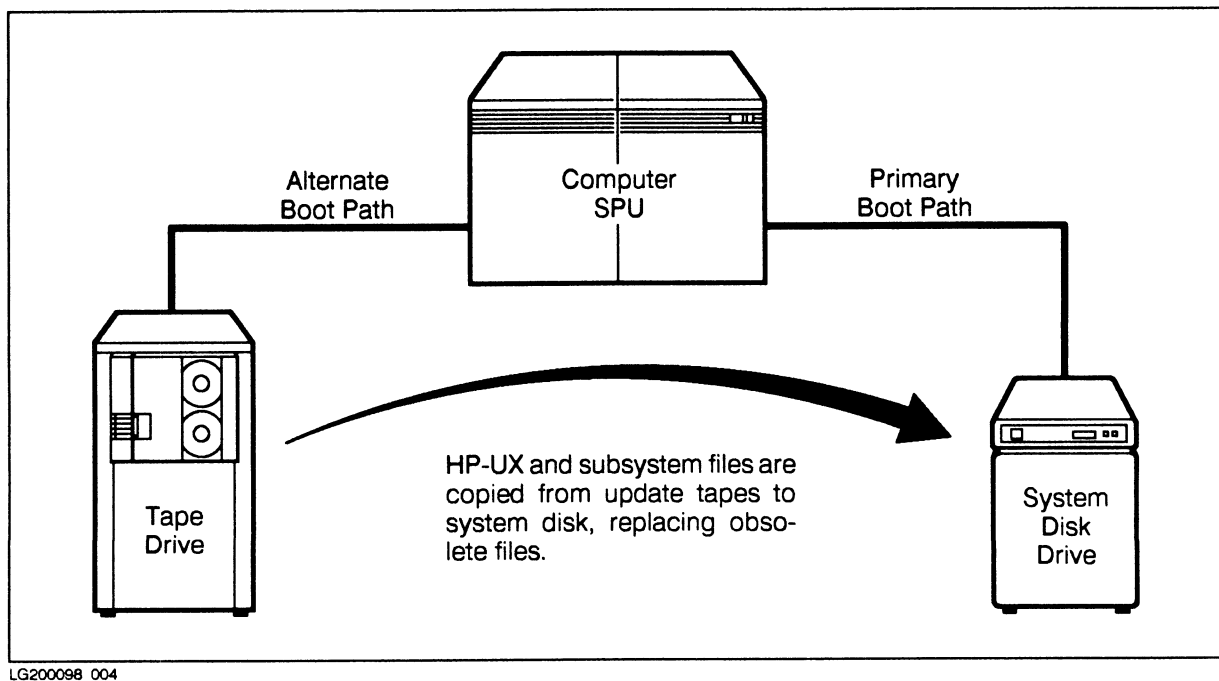 Alternate
Boot Path
Computer
SPU
Primary
Boot Path
HP-UX and subsystem files are
copied from update tapes to
system disk, replacing obso-
lete files.
Tape
Drive
System
Disk
Drive
LG200098 004